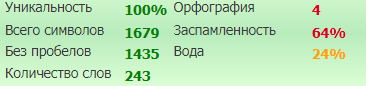 Уникальность 100% Орфография 4
Всего символов 1679 Заспамленность 64%
Без пробелов 1435 Вода 24%
Количество слов 243